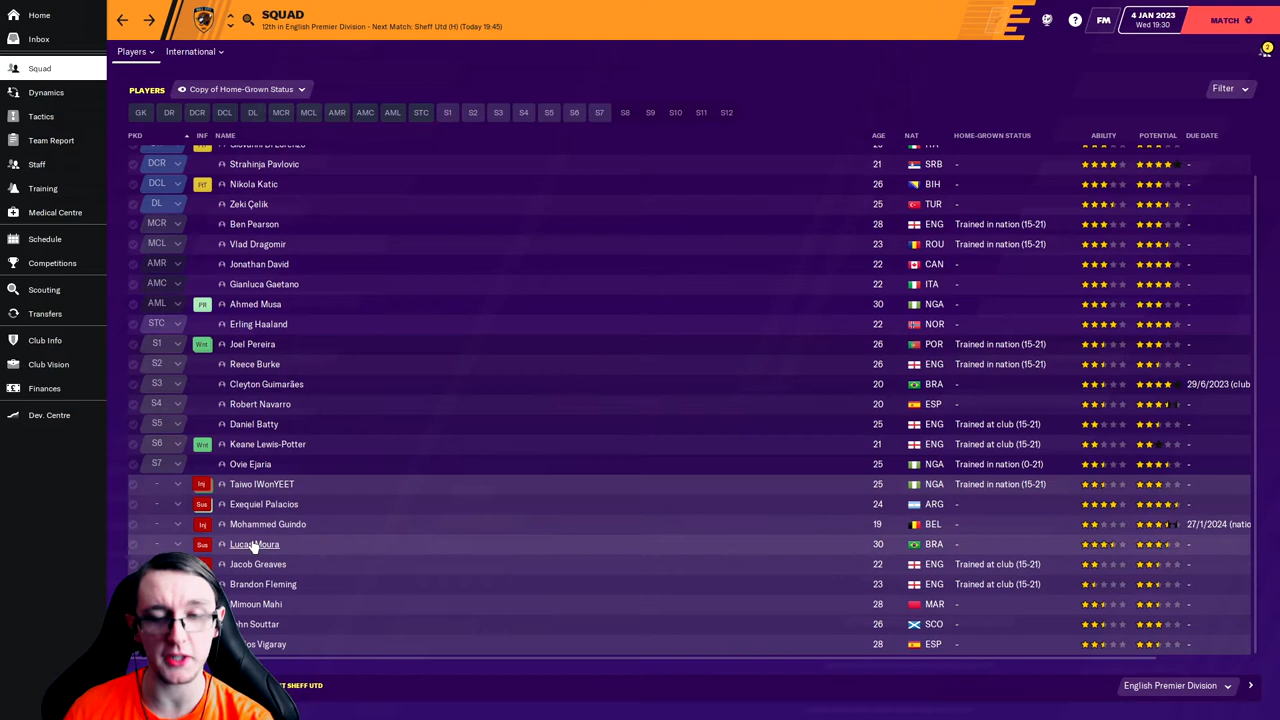 Home
Inbox
Squad
Dynamics
Tactics
Team Report
Staff
Training
Medical Centre
Schedule
Competitions
Scouting
Transfers
Club Info
Club Vision
Finances
Dev. Centre
SQUAD
12th in English Premier Division - Next Match: Sheff Utd (H) (Today 19:45)
? FM 4 JAN 2023 MATCH
Wed 19:30
2
Players International
PLAYERS Copy of Home-Grown Status Filter
GK DR DCR DCL DL MCR MCL AMR AMC AML STC S1 S2 S3 S4 S5 S6 S7 S8 S9 S10 S11 S12
PKD INF NAME AGE NAT HOME-GROWN STATUS ABILITY POTENTIAL DUE DATE
DCR Strahinja Pavlovic 21 SRB - -
DCL Nikola Katic 26 BIH - -
DL Zeki Çelik 25 TUR - -
MCR Ben Pearson 28 ENG Trained in nation (15-21) -
MCL Vlad Dragomir 23 ROU Trained in nation (15-21) -
AMR Jonathan David 22 CAN - -
AMC Gianluca Gaetano 22 ITA - -
AML PR Ahmed Musa 30 NGA - -
STC Erling Haaland 22 NOR - -
S1 Wnt Joel Pereira 26 POR Trained in nation (15-21) -
S2 Reece Burke 26 ENG Trained in nation (15-21) -
S3 Cleyton Guimarães 20 BRA - 29/6/2023 (club
S4 Robert Navarro 20 ESP - -
S5 Daniel Batty 25 ENG Trained at club (15-21) -
S6 Wnt Keane Lewis-Potter 21 ENG Trained at club (15-21) -
S7 Ovie Ejaria 25 NGA Trained in nation (0-21) -
- Inj Taiwo IWonYEET 25 NGA Trained in nation (15-21) -
- Sus Exequiel Palacios 24 ARG - -
- Inj Mohammed Guindo 19 BEL - 27/1/2024 (natio
- Sus Lucas Moura 30 BRA - -
Jacob Greaves 22 ENG Trained at club (15-21) -
Brandon Fleming 23 ENG Trained at club (15-21) -
Mimoun Mahi 28 MAR - -
Souttar 26 SCO - -
Vigaray 28 ESP - -
SHEFF UTD English Premier Division